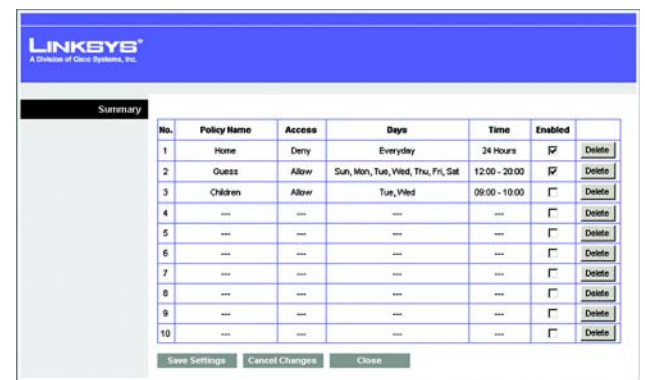 LINKSYS®
A Division of Cisco Systems, Inc.
Summary
No. Policy Name Access Days Time Enabled
1 Home Deny Everyday 24 Hours Delete
2 Guess Allow Sun, Mon, Tue, Wed, Thu, Fri, Sat 12:00 - 20:00 Delete
3 Children Allow Tue, Wed 09:00 - 10:00 Delete
4 --- --- --- --- Delete
5 --- --- --- --- Delete
6 --- --- --- --- Delete
7 --- --- --- --- Delete
8 --- --- --- --- Delete
9 --- --- --- --- Delete
10 --- --- --- --- Delete
Save Settings Cancel Changes Close